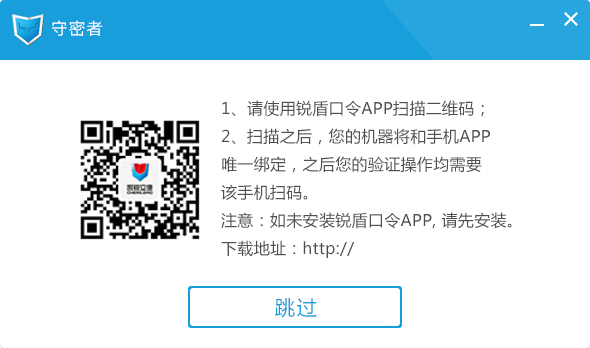 守密者
1、请使用锐盾口令APP扫描二维码；
2、扫描之后，您的机器将和手机APP
唯一绑定，之后您的验证操作均需要
该手机扫码。
注意：如未安装锐盾口令APP, 请先安装。
下载地址：http://
跳过